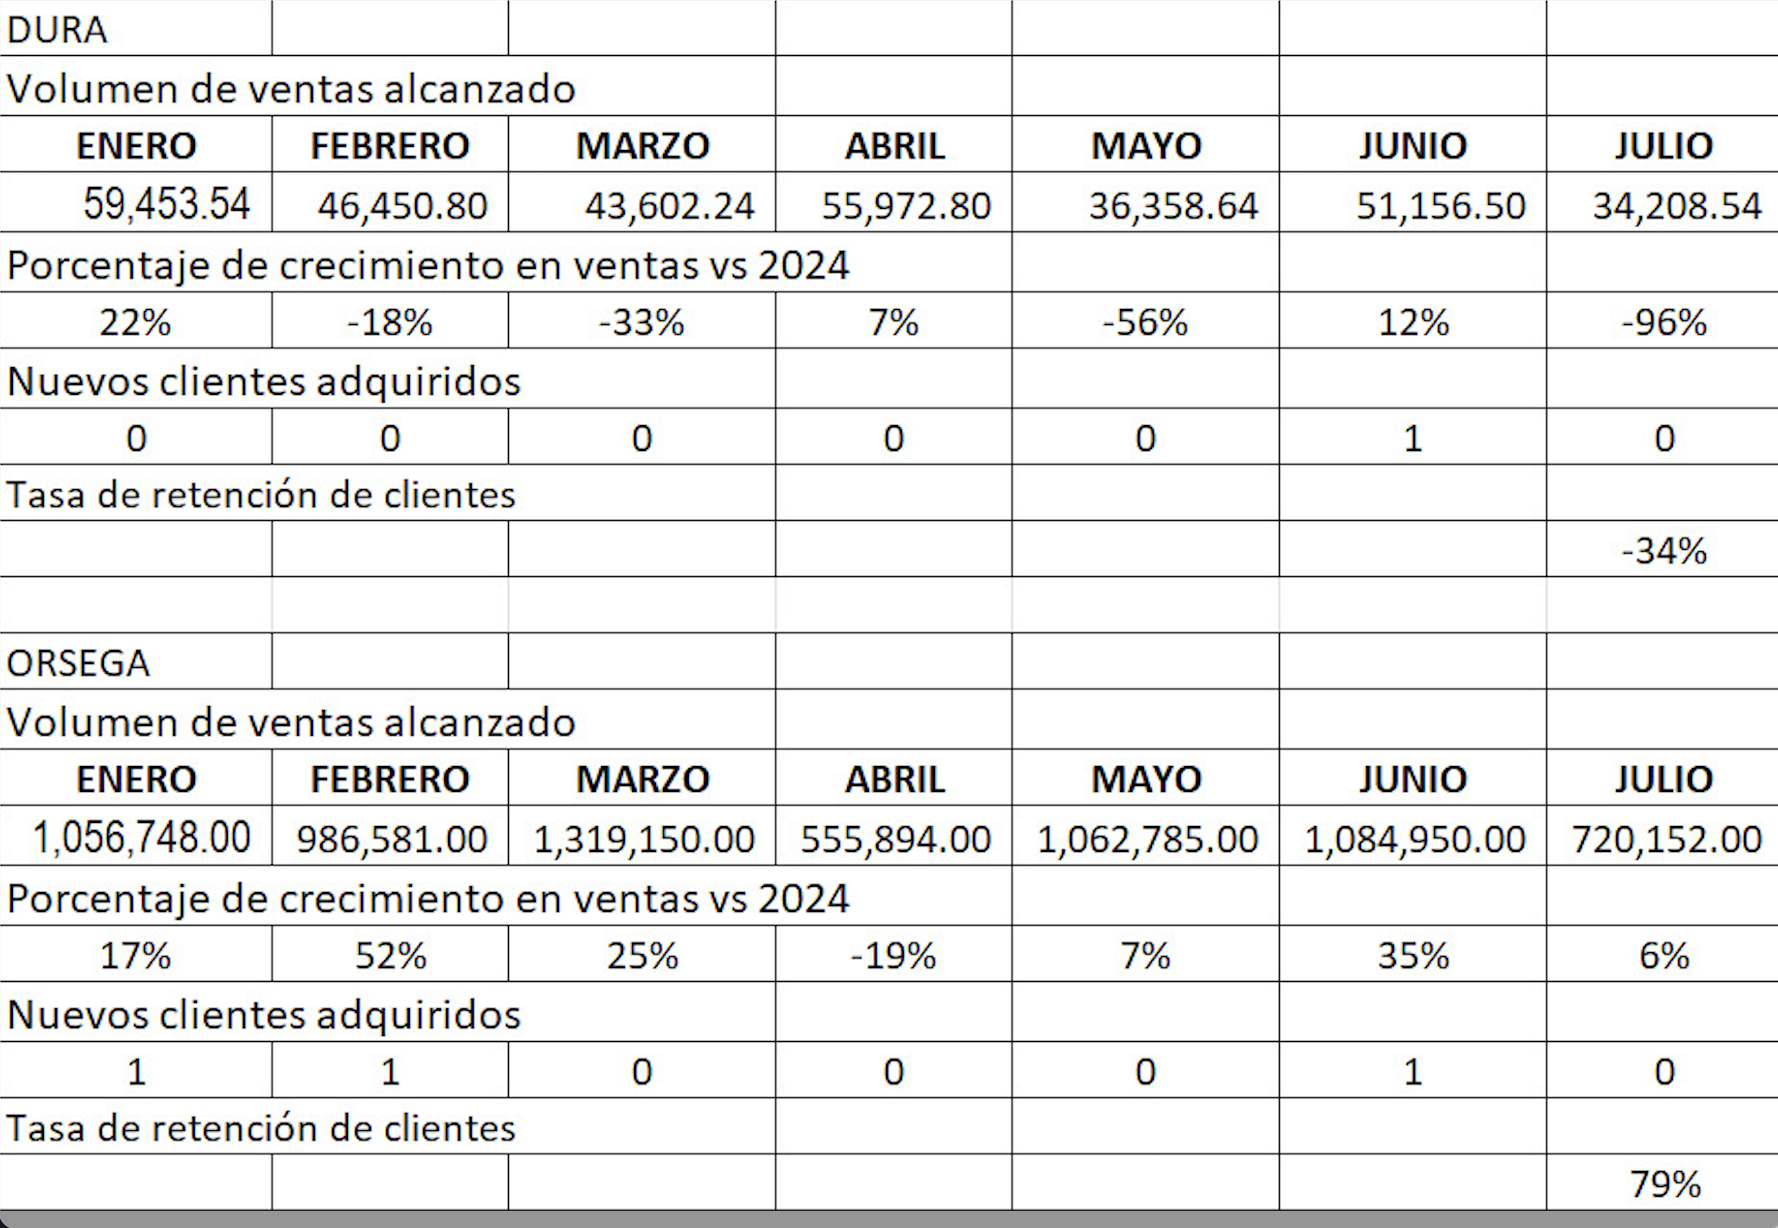 DURA
Volumen de ventas alcanzado
ENERO FEBRERO MARZO ABRIL MAYO JUNIO JULIO
59,453.54 46,450.80 43,602.24 55,972.80 36,358.64 51,156.50 34,208.54
Porcentaje de crecimiento en ventas vs 2024
22% -18% -33% 7% -56% 12% -96%
Nuevos clientes adquiridos
0 0 0 0 0 1 0
Tasa de retención de clientes
-34%
ORSEGA
Volumen de ventas alcanzado
ENERO FEBRERO MARZO ABRIL MAYO JUNIO JULIO
1,056,748.00 986,581.00 1,319,150.00 555,894.00 1,062,785.00 1,084,950.00 720,152.00
Porcentaje de crecimiento en ventas vs 2024
17% 52% 25% -19% 7% 35% 6%
Nuevos clientes adquiridos
1 1 0 0 0 1 0
Tasa de retención de clientes
79%